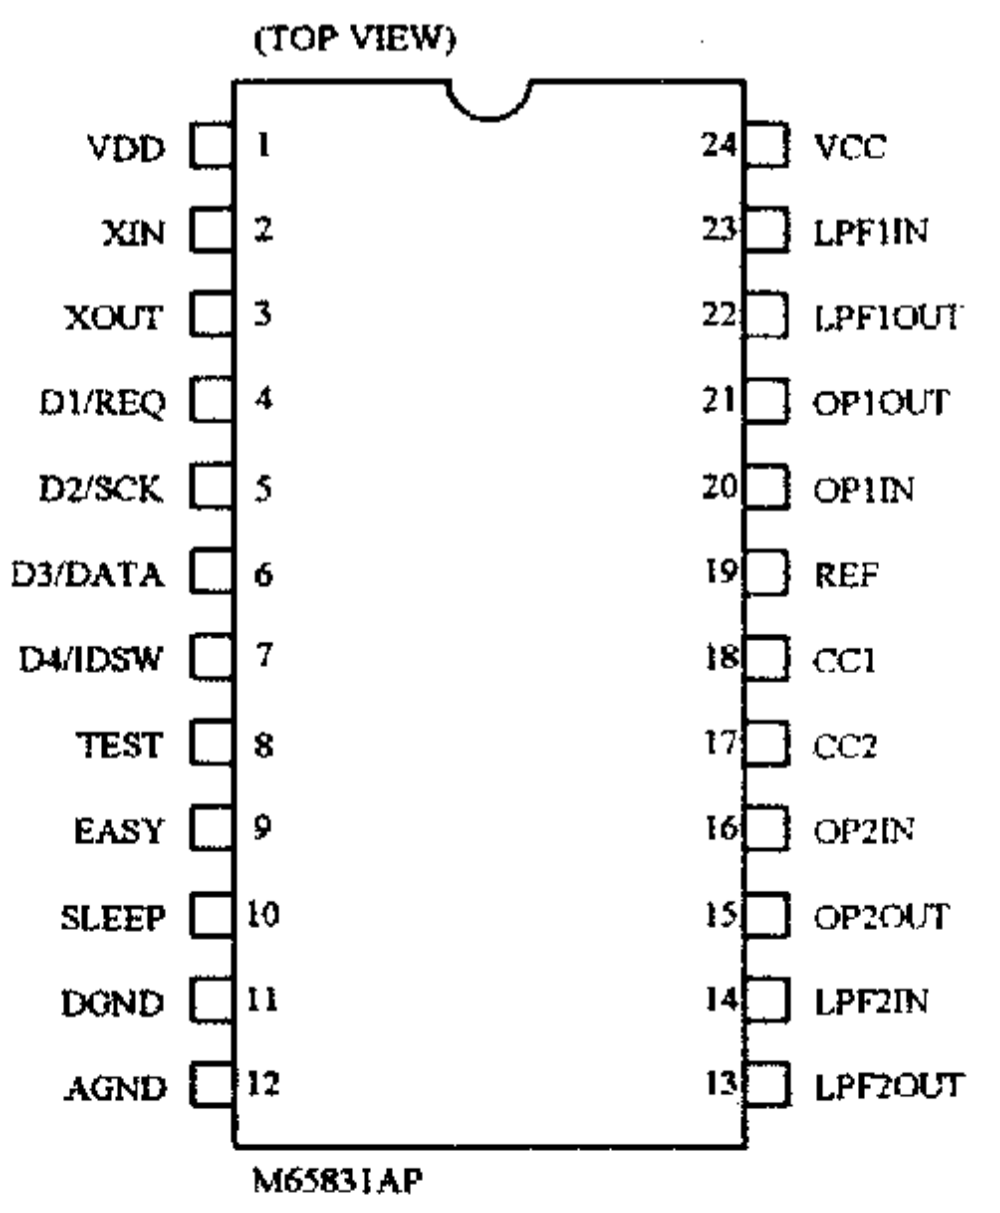 (TOP VIEW)
VDD 1 24 VCC
XIN 2 23 LPF1IN
XOUT 3 22 LPF1OUT
D1/REQ 4 21 OP1OUT
D2/SCK 5 20 OP1IN
D3/DATA 6 19 REF
D4/IDSW 7 18 CC1
TEST 8 17 CC2
EASY 9 16 OP2IN
SLEEP 10 15 OP2OUT
DGND 11 14 LPF2IN
AGND 12 13 LPF2OUT
M65831AP